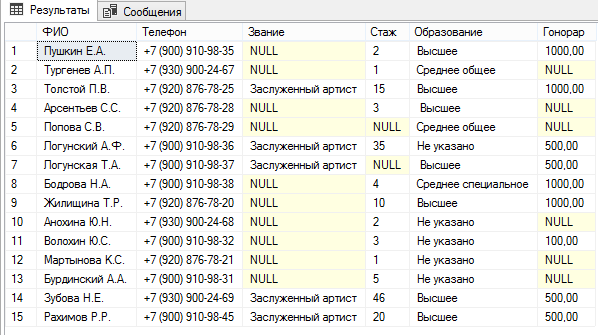 Результаты Сообщения
ФИО Телефон Звание Стаж Образование Гонорар
1 Пушкин Е.А. +7 (900) 910-98-35 NULL 2 Высшее 1000,00
2 Тургенев А.П. +7 (930) 900-24-67 NULL 1 Среднее общее NULL
3 Толстой П.В. +7 (920) 876-78-25 Заслуженный артист 15 Высшее 1000,00
4 Арсентьев С.С. +7 (920) 876-78-28 NULL 3 Высшее NULL
5 Попова С.В. +7 (920) 876-78-29 NULL NULL Среднее общее NULL
6 Логунский А.Ф. +7 (900) 910-98-36 Заслуженный артист 35 Не указано 500,00
7 Логунская Т.А. +7 (900) 910-98-37 Заслуженный артист NULL Высшее 500,00
8 Бодрова Н.А. +7 (900) 910-98-38 NULL 4 Среднее специальное 1000,00
9 Жилищина Т.Р. +7 (920) 876-78-20 NULL 10 Высшее 1000,00
10 Анохина Ю.Н. +7 (930) 900-24-68 NULL 2 Не указано NULL
11 Волохин Ю.С. +7 (900) 910-98-32 NULL 3 Не указано 100,00
12 Мартынова К.С. +7 (920) 876-78-21 NULL 1 Не указано NULL
13 Бурдинский А.А. +7 (900) 910-98-31 NULL 5 Не указано NULL
14 Зубова Н.Е. +7 (930) 900-24-69 Заслуженный артист 46 Высшее 500,00
15 Рахимов Р.Р. +7 (900) 910-98-45 Заслуженный артист 20 Высшее 500,00